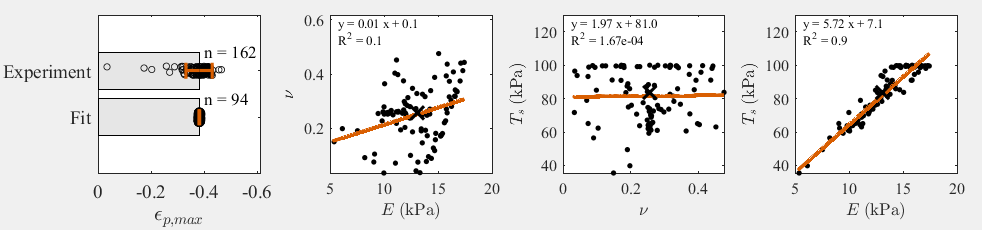 Experiment
Fit
n = 162
n = 94
0 -0.2 -0.4 -0.6
ϵp,max
y = 0.01 x + 0.1
R² = 0.1
0.6
0.4
0.2
ν
5 10 15 20
E (kPa)
y = 1.97 x + 81.0
R² = 1.67e-04
120
100
80
60
40
Ts (kPa)
0 0.2 0.4
ν
y = 5.72 x + 7.1
R² = 0.9
120
100
80
60
40
Ts (kPa)
5 10 15 20
E (kPa)